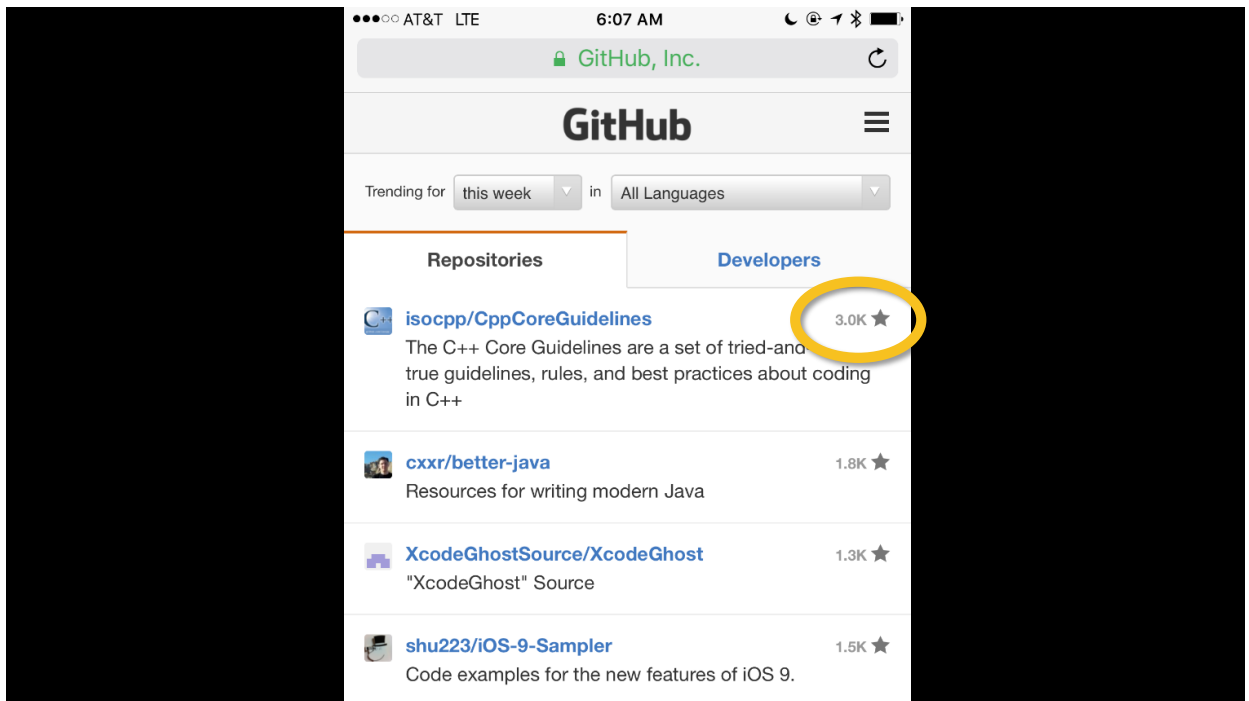 AT&T LTE 6:07 AM
GitHub, Inc.
GitHub
Trending for this week in All Languages
Repositories Developers
isocpp/CppCoreGuidelines 3.0K
The C++ Core Guidelines are a set of tried-and-
true guidelines, rules, and best practices about coding
in C++
cxxr/better-java 1.8K
Resources for writing modern Java
XcodeGhostSource/XcodeGhost 1.3K
"XcodeGhost" Source
shu223/iOS-9-Sampler 1.5K
Code examples for the new features of iOS 9.